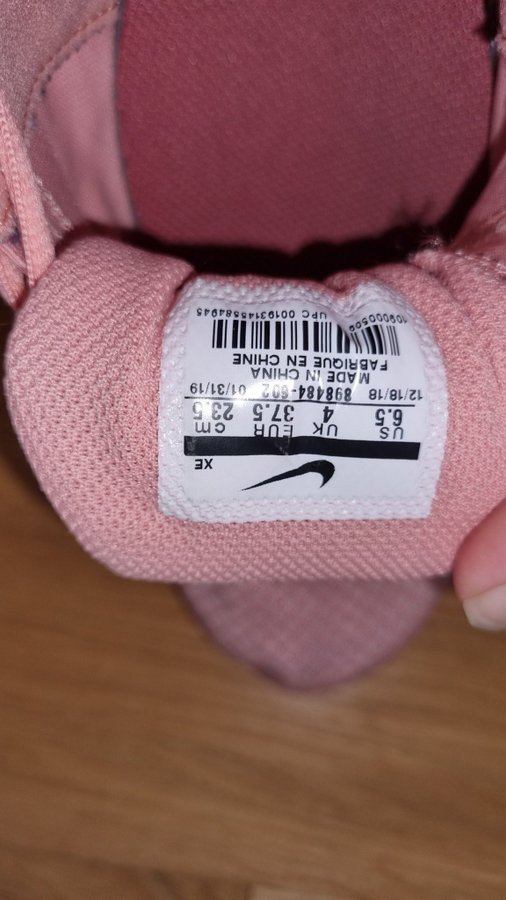 XE
US UK EUR cm
6.5 4 37.5 23.5
12/18/18 898484-602 01/31/19
MADE IN CHINA
FABRIQUE EN CHINE
109000509 UPC 00193145584945